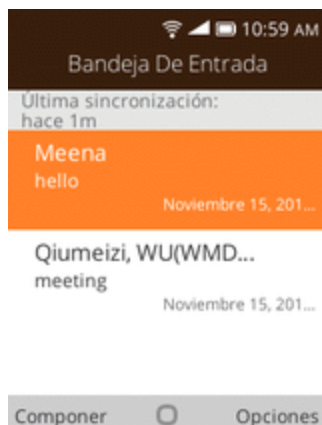 10:59 AM
Bandeja De Entrada
Última sincronización:
hace 1m
Meena
hello
Noviembre 15, 201...
Qiumeizi, WU(WMD...
meeting
Noviembre 15, 201...
Componer Opciones